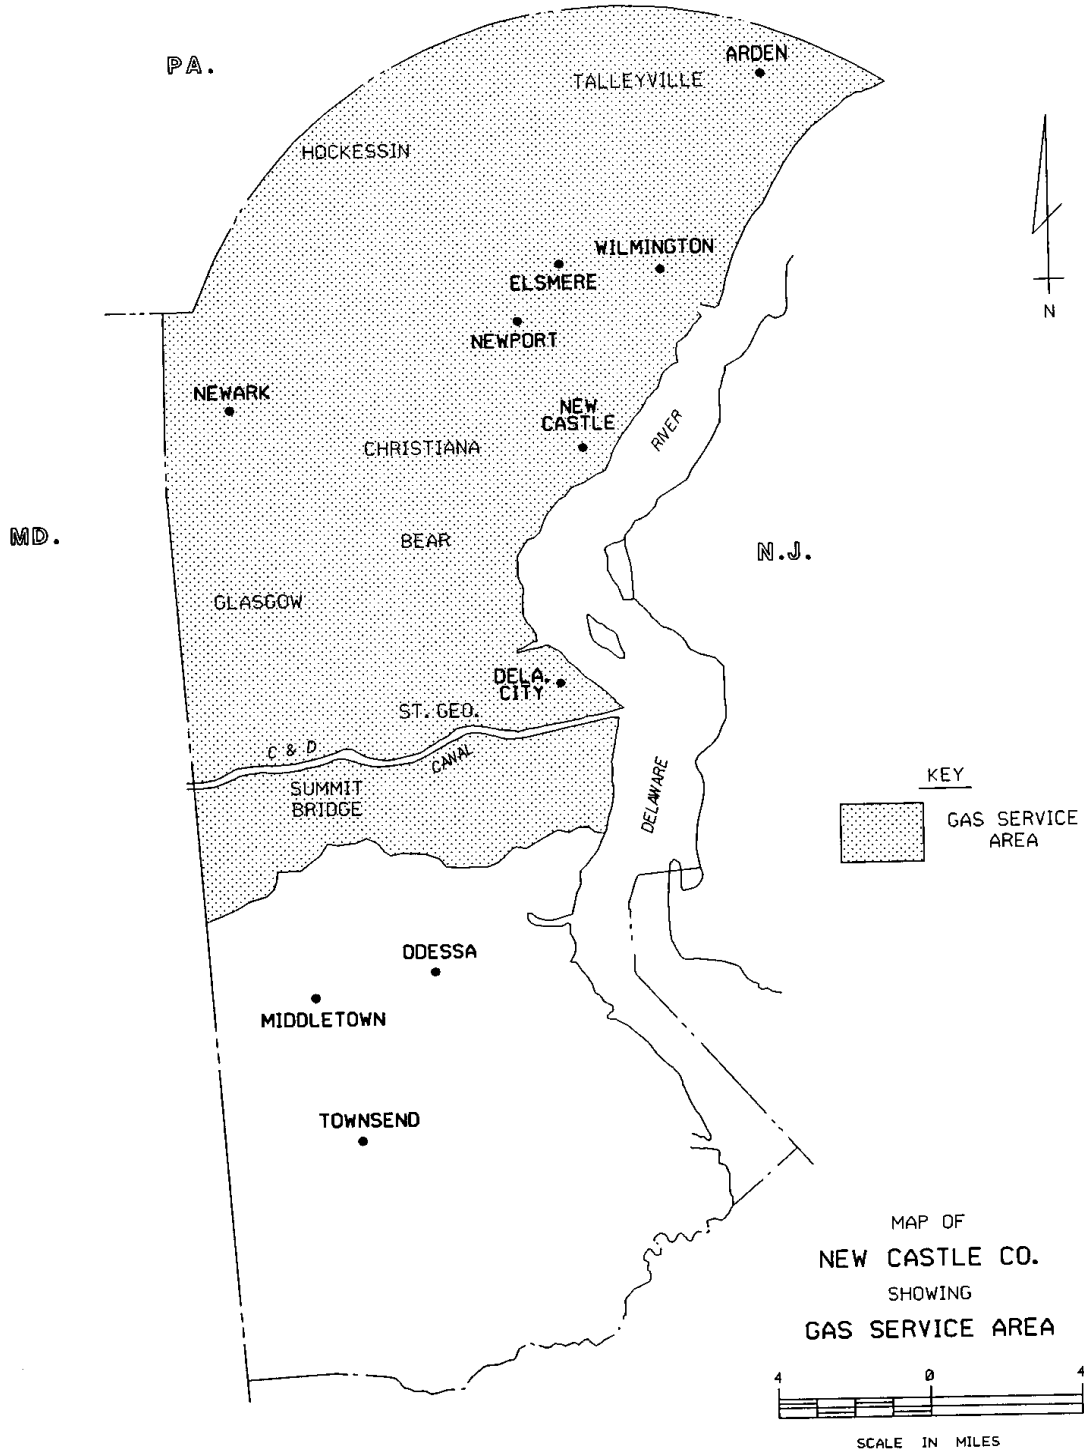 PA.
ARDEN
TALLEYVILLE
HOCKESSIN
WILMINGTON
ELSMERE
NEWPORT
N
NEWARK
NEW
CASTLE
CHRISTIANA
RIVER
MD.
BEAR
N.J.
GLASGOW
DELA.
CITY
ST. GEO.
C & D
CANAL
SUMMIT
BRIDGE
DELAWARE
KEY
GAS SERVICE
AREA
ODESSA
MIDDLETOWN
TOWNSEND
MAP OF
NEW CASTLE CO.
SHOWING
GAS SERVICE AREA
4 0 4
SCALE IN MILES